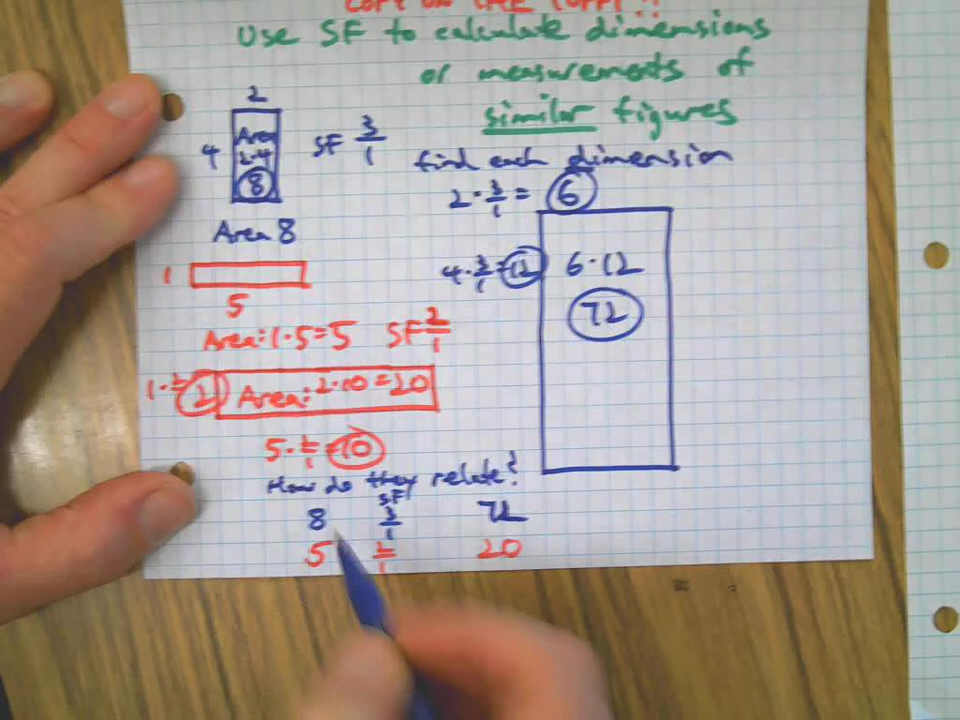 Use SF to calculate dimensions
or measurements of
similar figures
2
4
Area
2·4
8
SF 3/1
find each dimension
2 · 3/1 = 6
Area 8
4 · 3/1 = 12
6·12
72
1
5
Area: 1·5=5 SF 2/1
2
Area: 2·10=20
5 · 2/1 = 10
How do they relate?
SF
8 3/1 72
5 2/1 20